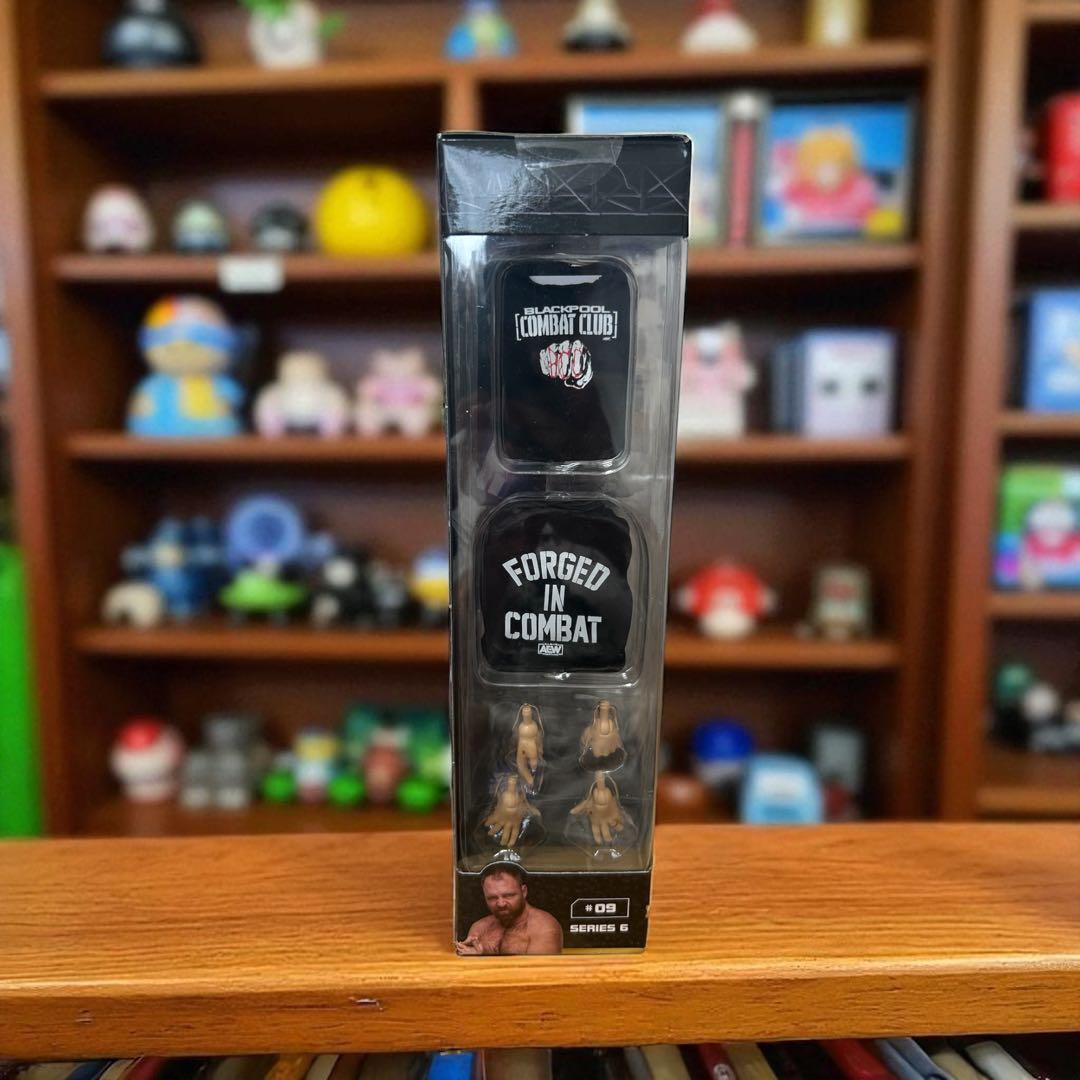 BLACKPOOL
[COMBAT CLUB]
FORGED
IN
COMBAT
AEW
#09
SERIES 6